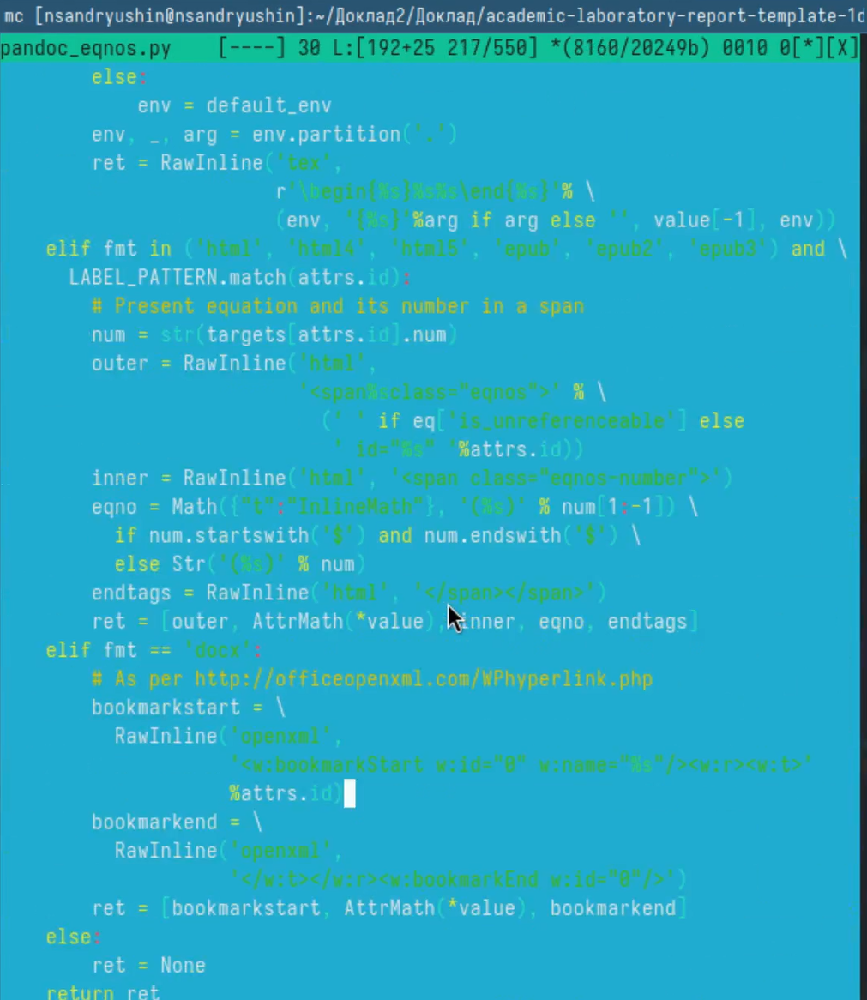 mc [nsandryushin@nsandryushin]:~/Доклад2/Доклад/academic-laboratory-report-template-1d
pandoc_eqnos.py    [----] 30 L:[192+25 217/550] *(8160/20249b) 0010 0[*][X]
        else:
            env = default_env
        env, _, arg = env.partition('.')
        ret = RawInline('tex',
                        r'\begin{%s}%s%s\end{%s}'% \
                        (env, '{%s}'%arg if arg else '', value[-1], env))
    elif fmt in ('html', 'html4', 'html5', 'epub', 'epub2', 'epub3') and \
      LABEL_PATTERN.match(attrs.id):
        # Present equation and its number in a span
        num = str(targets[attrs.id].num)
        outer = RawInline('html',
                          '<span%sclass="eqnos">' % \
                            (' ' if eq['is_unreferenceable'] else
                             ' id="%s" '%attrs.id))
        inner = RawInline('html', '<span class="eqnos-number">')
        eqno = Math({"t":"InlineMath"}, '(%s)' % num[1:-1]) \
          if num.startswith('$') and num.endswith('$') \
          else Str('(%s)' % num)
        endtags = RawInline('html', '</span></span>')
        ret = [outer, AttrMath(*value), inner, eqno, endtags]
    elif fmt == 'docx':
        # As per http://officeopenxml.com/WPhyperlink.php
        bookmarkstart = \
          RawInline('openxml',
                    '<w:bookmarkStart w:id="0" w:name="%s"/><w:r><w:t>'
                    %attrs.id)
        bookmarkend = \
          RawInline('openxml',
                    '</w:t></w:r><w:bookmarkEnd w:id="0"/>')
        ret = [bookmarkstart, AttrMath(*value), bookmarkend]
    else:
        ret = None
    return ret